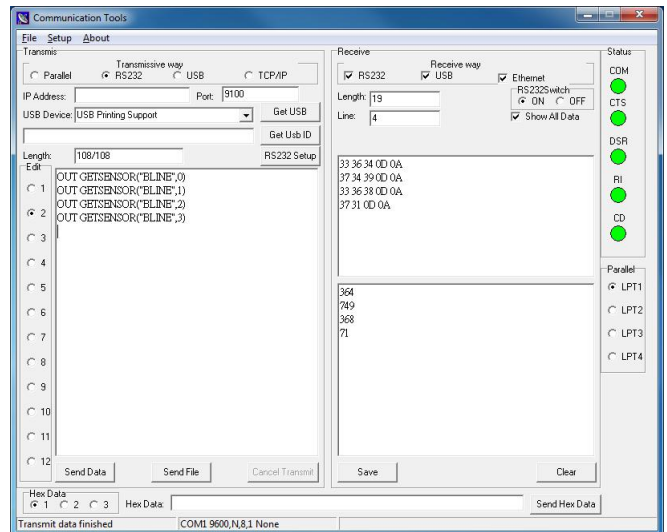 Communication Tools
File Setup About
Transmis
Transmissive way
Parallel RS232 USB TCP/IP
IP Address: Port: 9100
USB Device: USB Printing Support Get USB
Get Usb ID
Length: 108/108 RS232 Setup
Edit
1
2
3
4
5
6
7
8
9
10
11
12
OUT GETSENSOR("BLINE",0)
OUT GETSENSOR("BLINE",1)
OUT GETSENSOR("BLINE",2)
OUT GETSENSOR("BLINE",3)
Send Data Send File Cancel Transmit
Receive
Receive way
RS232 USB Ethernet
Length: 19
RS232Switch
ON OFF
Line: 4
Show All Data
33 36 34 0D 0A
37 34 39 0D 0A
33 36 38 0D 0A
37 31 0D 0A
364
749
368
71
Save Clear
Status
COM
CTS
DSR
RI
CD
Parallel
LPT1
LPT2
LPT3
LPT4
Hex Data
1 2 3 Hex Data: Send Hex Data
Transmit data finished COM1 9600,N,8,1 None